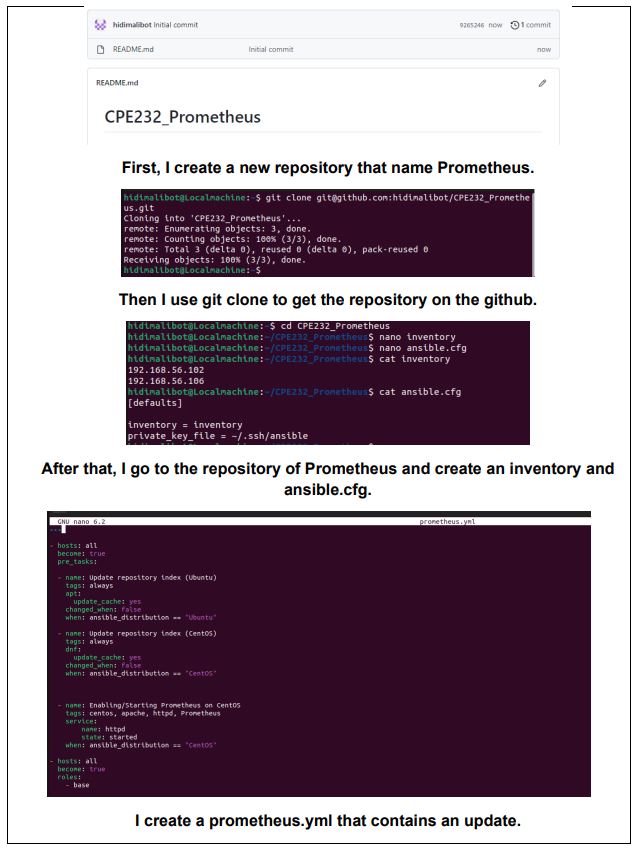 hidimalibot Initial commit 9265246 now 1 commit
README.md Initial commit now
README.md
CPE232_Prometheus
First, I create a new repository that name Prometheus.
hidimalibot@Localmachine:~$ git clone git@github.com:hidimalibot/CPE232_Promethe
us.git
Cloning into 'CPE232_Prometheus'...
remote: Enumerating objects: 3, done.
remote: Counting objects: 100% (3/3), done.
remote: Total 3 (delta 0), reused 0 (delta 0), pack-reused 0
Receiving objects: 100% (3/3), done.
hidimalibot@Localmachine:~$
Then I use git clone to get the repository on the github.
hidimalibot@Localmachine:~$ cd CPE232_Prometheus
hidimalibot@Localmachine:~/CPE232_Prometheus$ nano inventory
hidimalibot@Localmachine:~/CPE232_Prometheus$ nano ansible.cfg
hidimalibot@Localmachine:~/CPE232_Prometheus$ cat inventory
192.168.56.102
192.168.56.106
hidimalibot@Localmachine:~/CPE232_Prometheus$ cat ansible.cfg
[defaults]
inventory = inventory
private_key_file = ~/.ssh/ansible
After that, I go to the repository of Prometheus and create an inventory and
ansible.cfg.
GNU nano 6.2 prometheus.yml
---
- hosts: all
become: true
pre_tasks:
- name: Update repository index (Ubuntu)
tags: always
apt:
update_cache: yes
changed_when: false
when: ansible_distribution == "Ubuntu"
- name: Update repository index (CentOS)
tags: always
dnf:
update_cache: yes
changed_when: false
when: ansible_distribution == "CentOS"
- name: Enabling/Starting Prometheus on CentOS
tags: centos, apache, httpd, Prometheus
service:
name: httpd
state: started
when: ansible_distribution == "CentOS"
- hosts: all
become: true
roles:
- base
I create a prometheus.yml that contains an update.